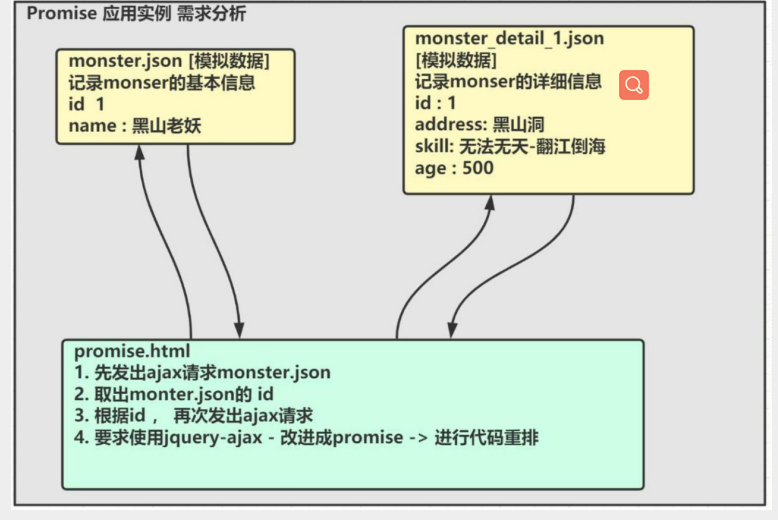 Promise 应用实例 需求分析
monster.json [模拟数据]
记录monser的基本信息
id 1
name : 黑山老妖
monster_detail_1.json
[模拟数据]
记录monser的详细信息
id : 1
address: 黑山洞
skill: 无法无天-翻江倒海
age : 500
promise.html
1. 先发出ajax请求monster.json
2. 取出monter.json的 id
3. 根据id ， 再次发出ajax请求
4. 要求使用jquery-ajax - 改进成promise -> 进行代码重排